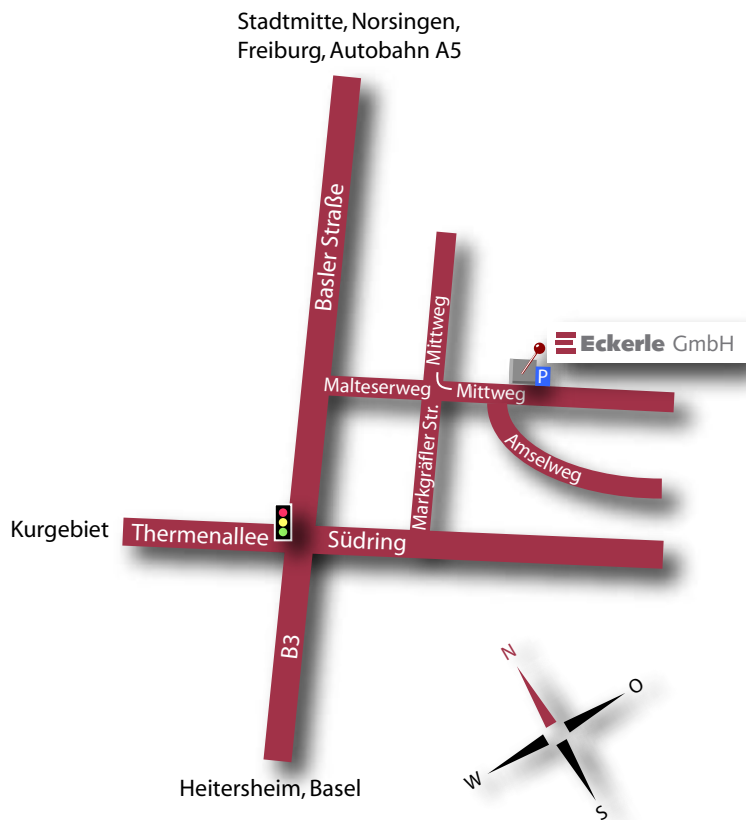 Stadtmitte, Norsingen,
Freiburg, Autobahn A5
Basler Straße
Mittweg
Eckerle GmbH
P
Malteserweg
Mittweg
Markgräfler Str.
Amselweg
Kurgebiet
Thermenallee
Südring
B3
N
O
W
S
Heitersheim, Basel